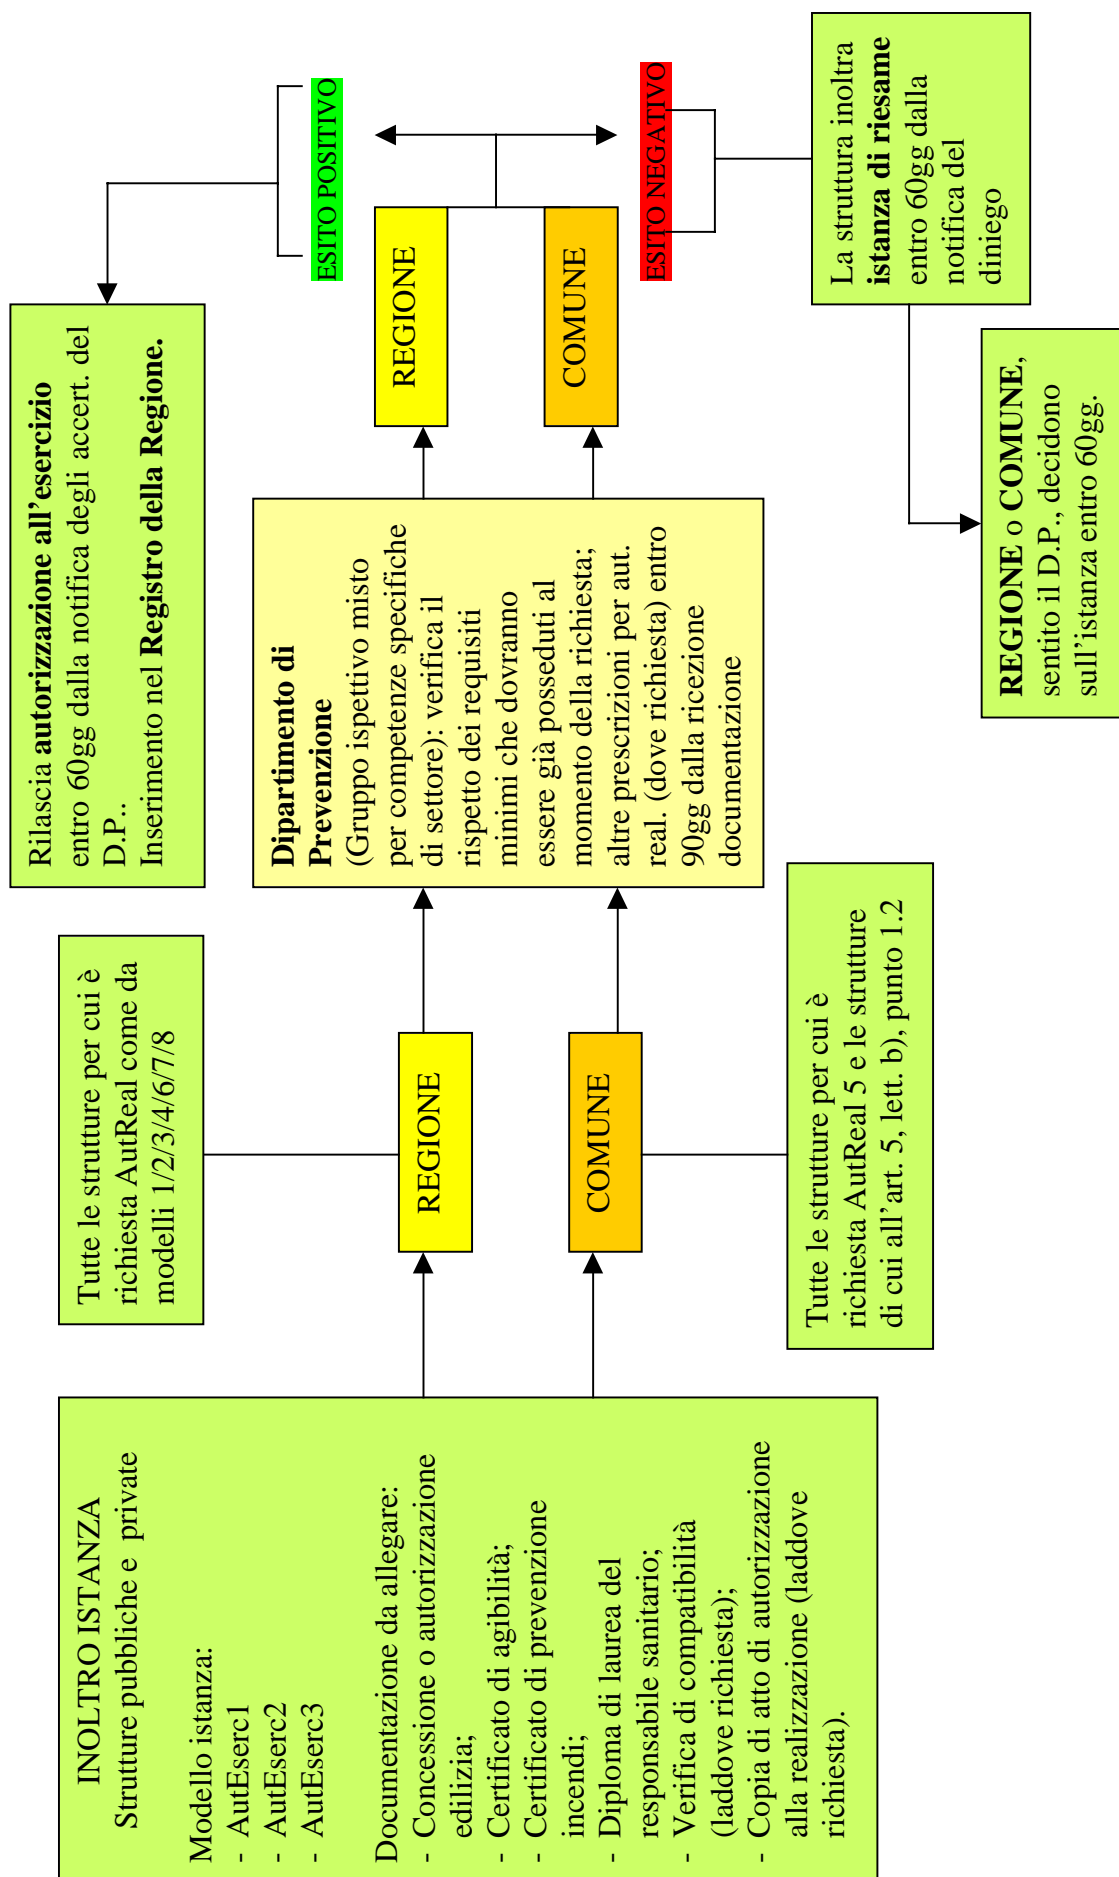 INOLTRO ISTANZA
Strutture pubbliche e private
Modello istanza:
- AutEserc1
- AutEserc2
- AutEserc3
Documentazione da allegare:
- Concessione o autorizzazione
edilizia;
- Certificato di agibilità;
- Certificato di prevenzione
incendi;
- Diploma di laurea del
responsabile sanitario;
- Verifica di compatibilità
(laddove richiesta);
- Copia di atto di autorizzazione
alla realizzazione (laddove
richiesta).
Tutte le strutture per cui è
richiesta AutReal come da
modelli 1/2/3/4/6/7/8
REGIONE
COMUNE
Tutte le strutture per cui è
richiesta AutReal 5 e le strutture
di cui all'art. 5, lett. b), punto 1.2
Dipartimento di
Prevenzione
(Gruppo ispettivo misto
per competenze specifiche
di settore): verifica il
rispetto dei requisiti
minimi che dovranno
essere già posseduti al
momento della richiesta;
altre prescrizioni per aut.
real. (dove richiesta) entro
90gg dalla ricezione
documentazione
REGIONE
COMUNE
ESITO POSITIVO
ESITO NEGATIVO
Rilascia autorizzazione all'esercizio
entro 60gg dalla notifica degli accert. del
D.P..
Inserimento nel Registro della Regione.
La struttura inoltra
istanza di riesame
entro 60gg dalla
notifica del
diniego
REGIONE o COMUNE,
sentito il D.P., decidono
sull'istanza entro 60gg.